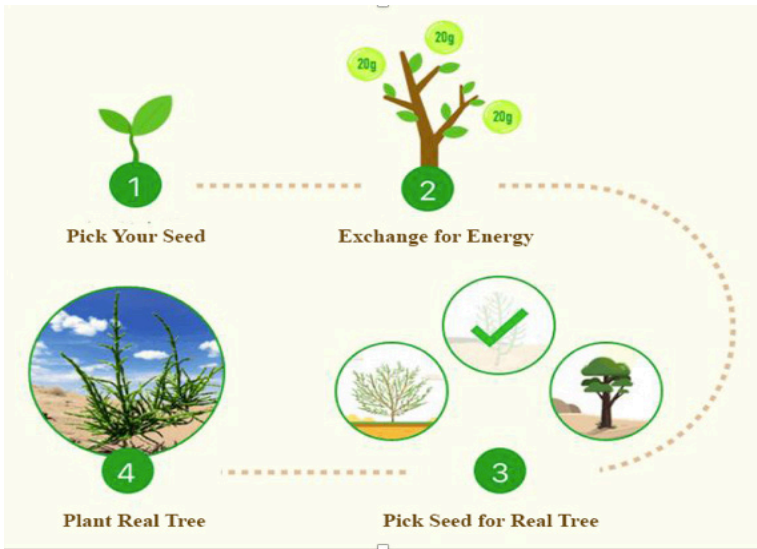 20g
20g
20g
1
2
Pick Your Seed
Exchange for Energy
4
3
Plant Real Tree
Pick Seed for Real Tree